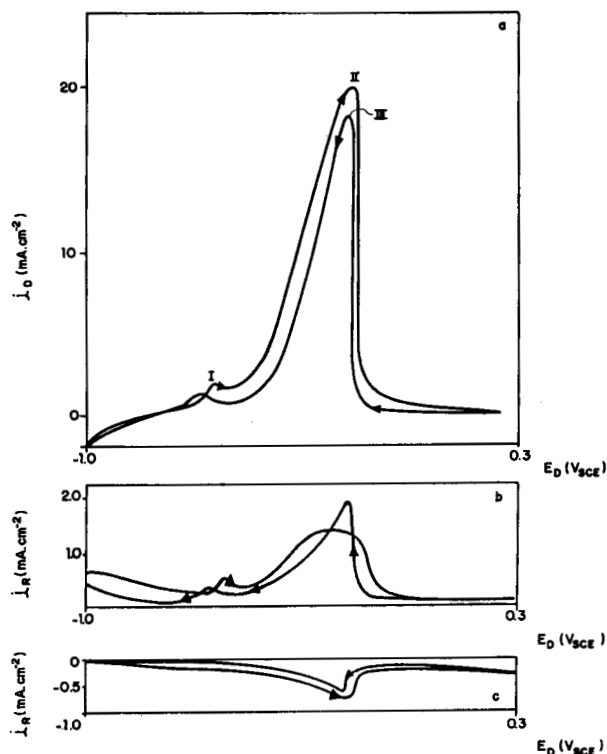 a
II
III
20
10
0
I
j_D (mA.cm⁻²)
-1.0
0.3
E_D (V_SCE)
b
2.0
1.0
j_R (mA.cm⁻²)
-1.0
0.3
E_D (V_SCE)
0
-0.5
-1.0
c
j_R (mA.cm⁻²)
0.3
E_D (V_SCE)